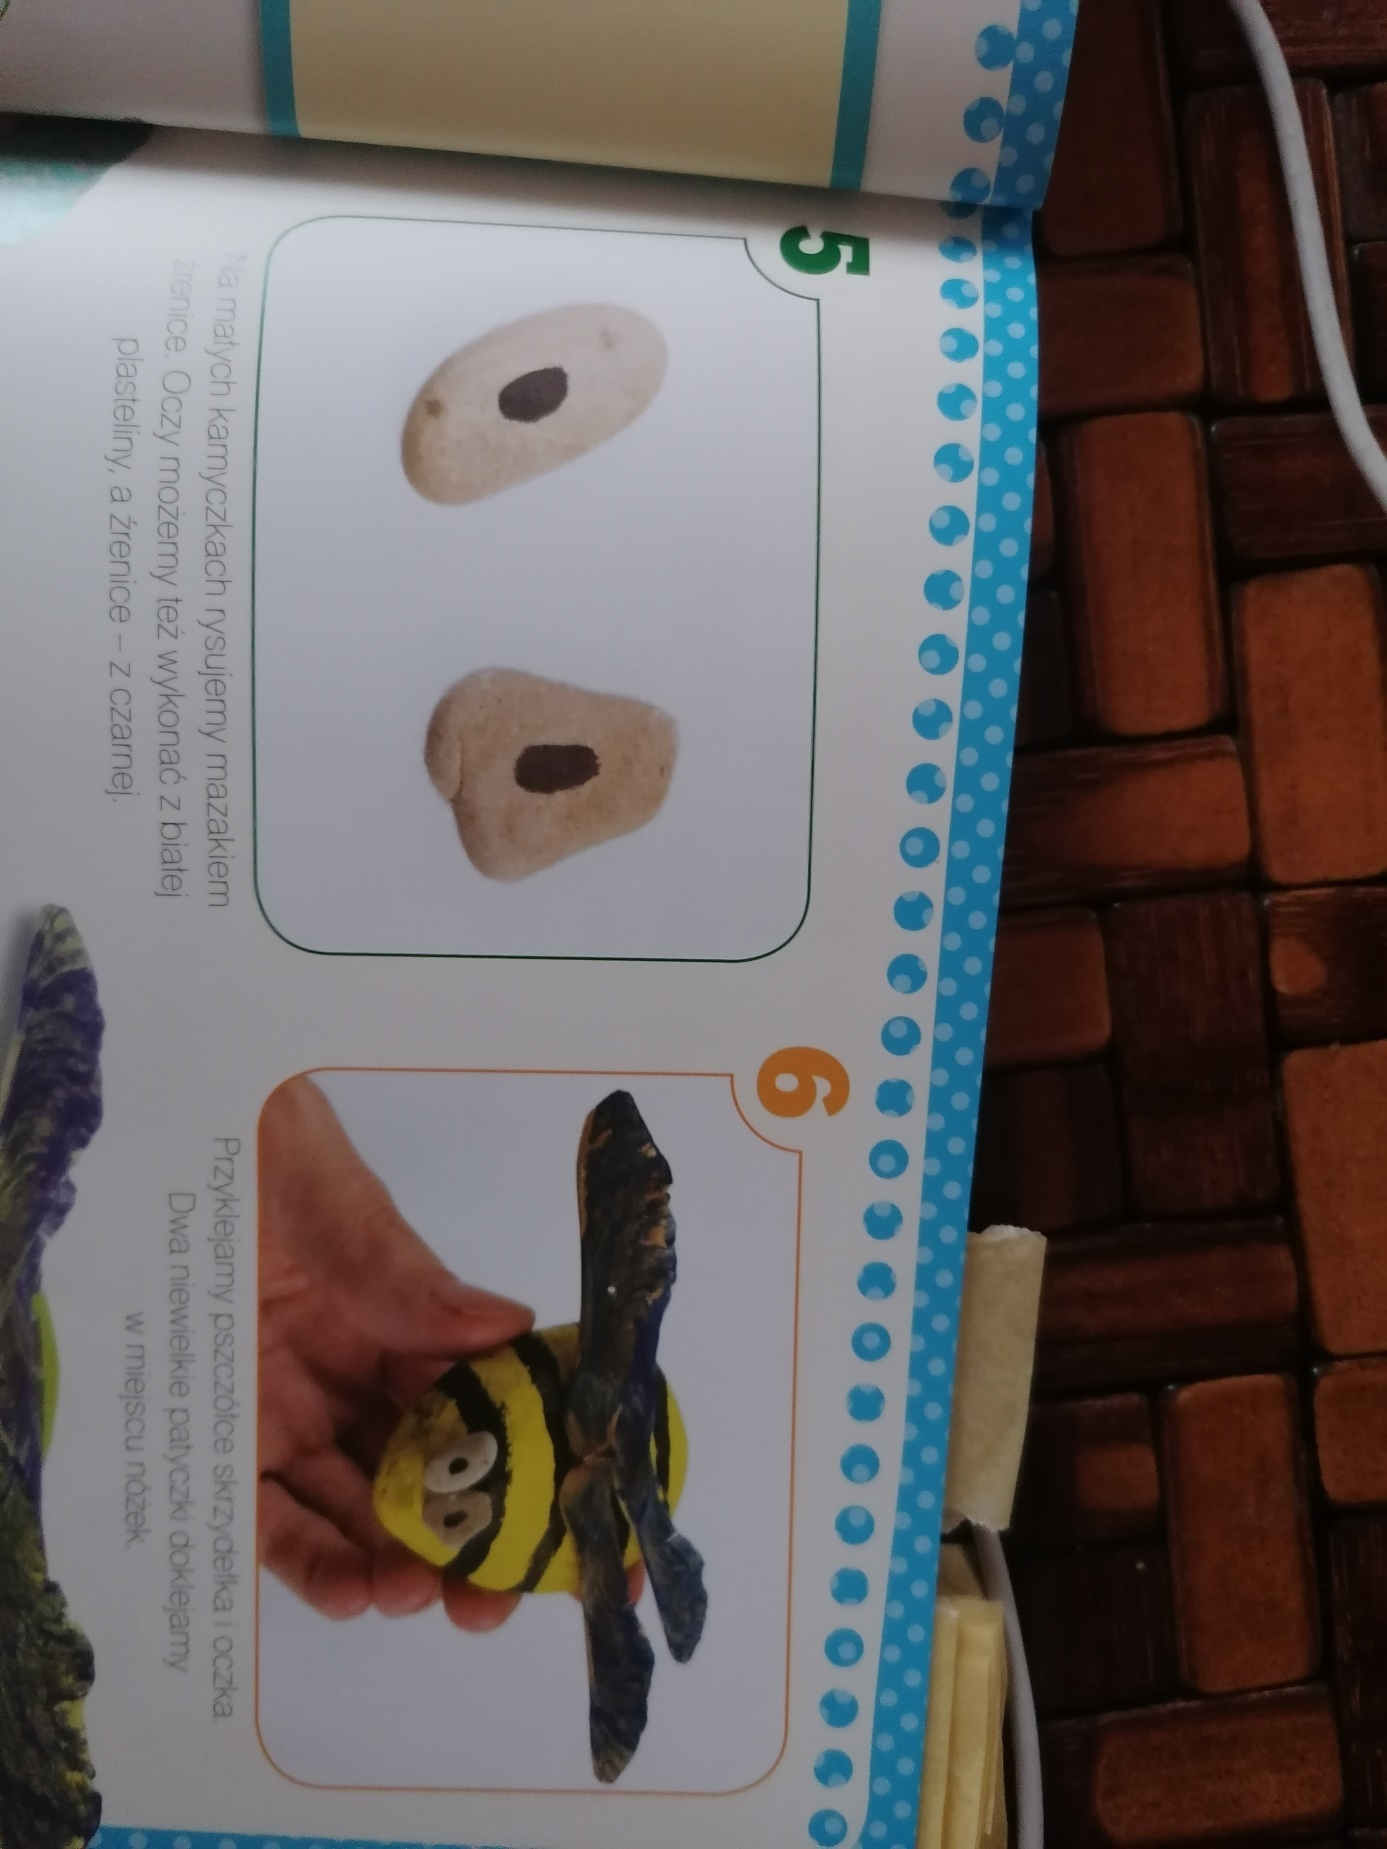 5
Na małych kamyczkach rysujemy mazakiem
źrenice. Oczy możemy też wykonać z białej
plasteliny, a źrenice – z czarnej.
6
Przyklejamy pszczółce skrzydełka i oczka.
Dwa niewielkie patyczki doklejamy
w miejscu nóżek.